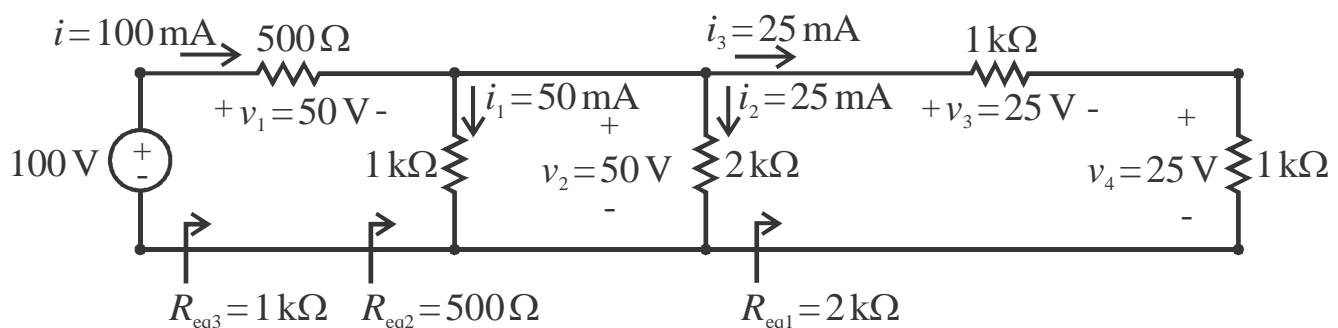 i = 100 mA
500 Ω
i₃ = 25 mA
1 kΩ
+ v₁ = 50 V -
i₁ = 50 mA
i₂ = 25 mA
+ v₃ = 25 V -
100 V
+
-
1 kΩ
+
v₂ = 50 V
-
2 kΩ
+
v₄ = 25 V
-
1 kΩ
R_eq3 = 1 kΩ
R_eq2 = 500 Ω
R_eq1 = 2 kΩ